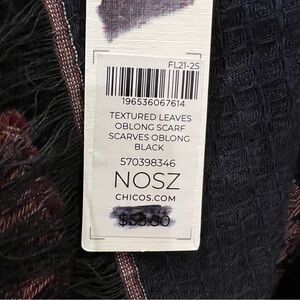 FL21-25
196536067614
TEXTURED LEAVES
OBLONG SCARF
SCARVES OBLONG
BLACK
570398346
NOSZ
CHICOS.COM